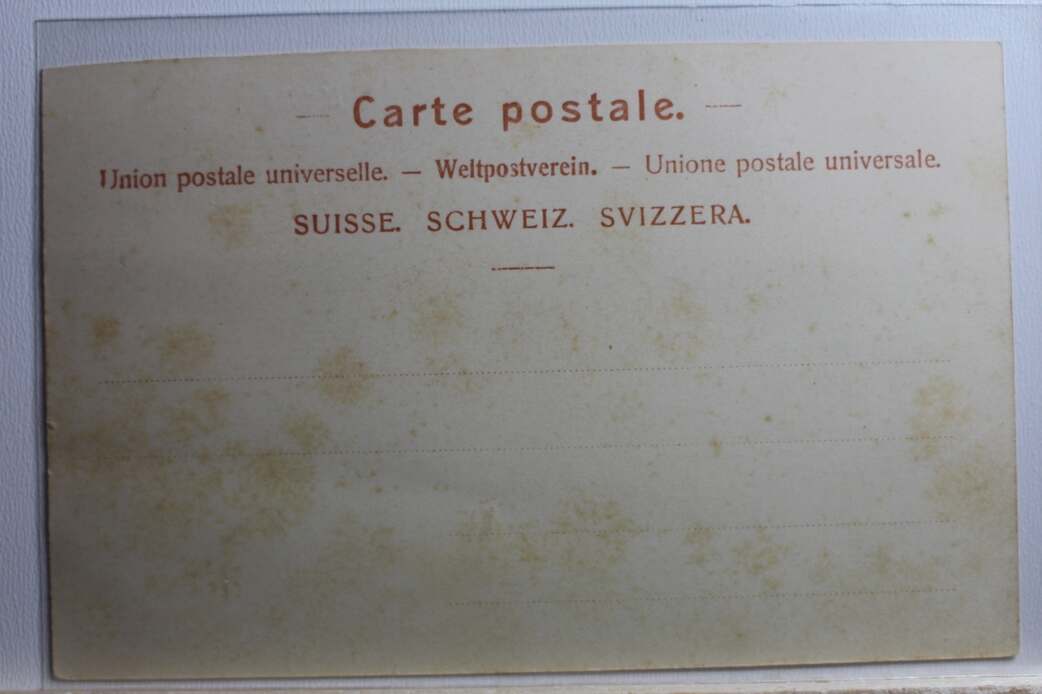 — Carte postale. —
Union postale universelle. — Weltpostverein. — Unione postale universale.
SUISSE. SCHWEIZ. SVIZZERA.